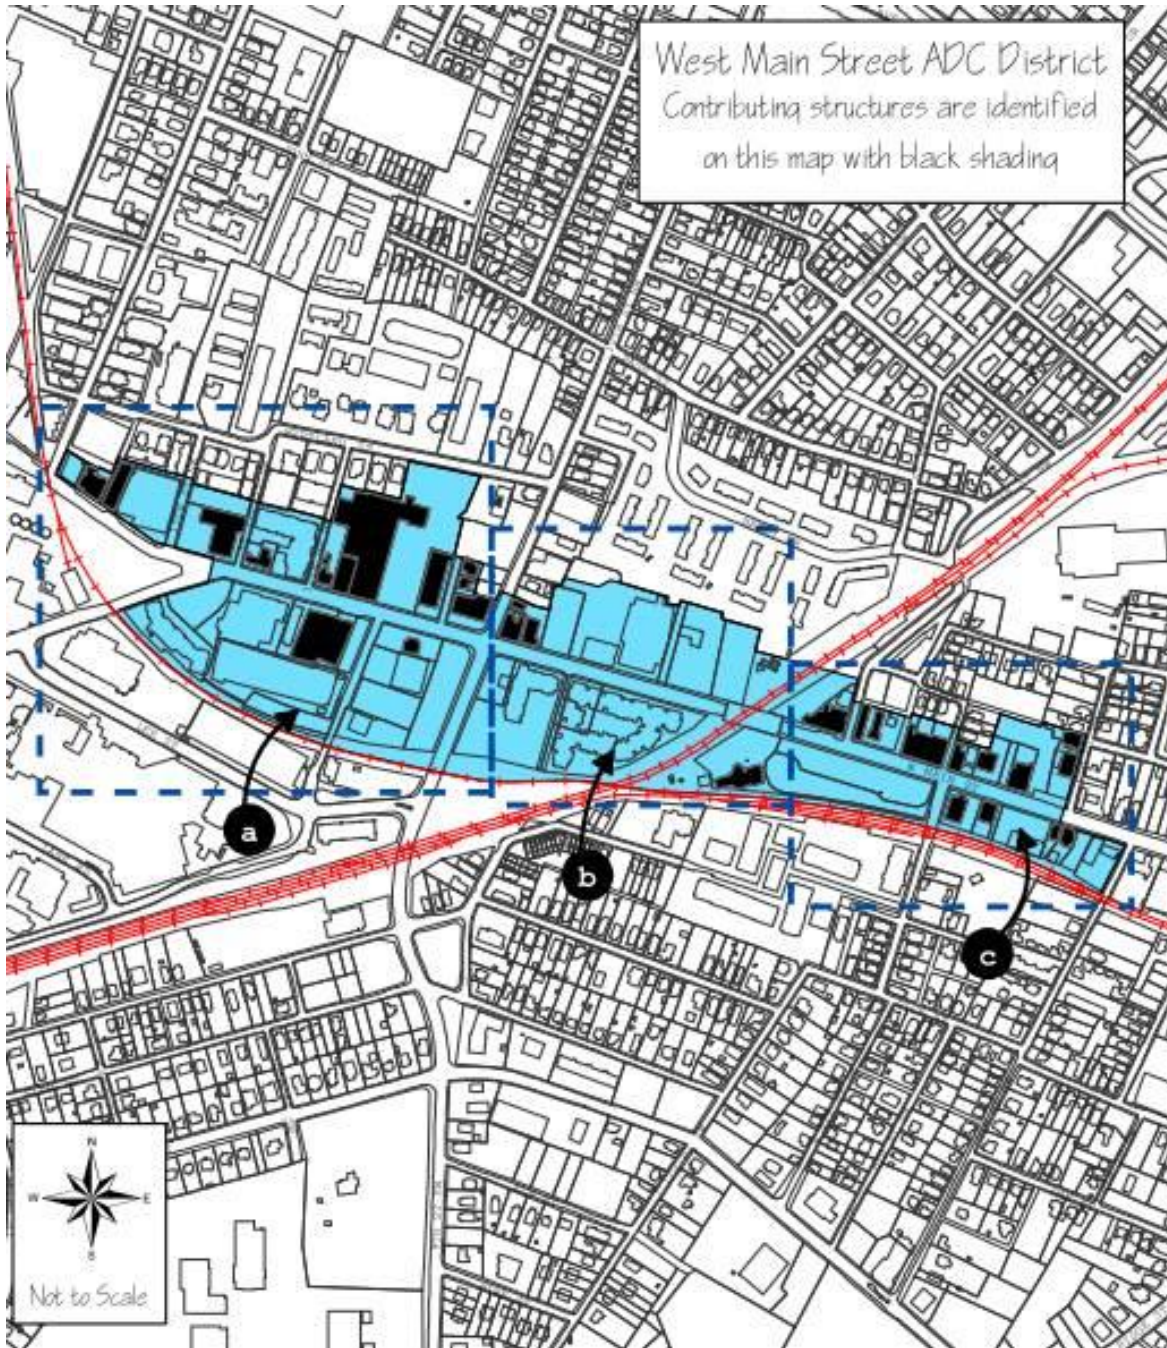 West Main Street ADC District
Contributing structures are identified
on this map with black shading
a
b
c
N
W
E
S
Not to Scale